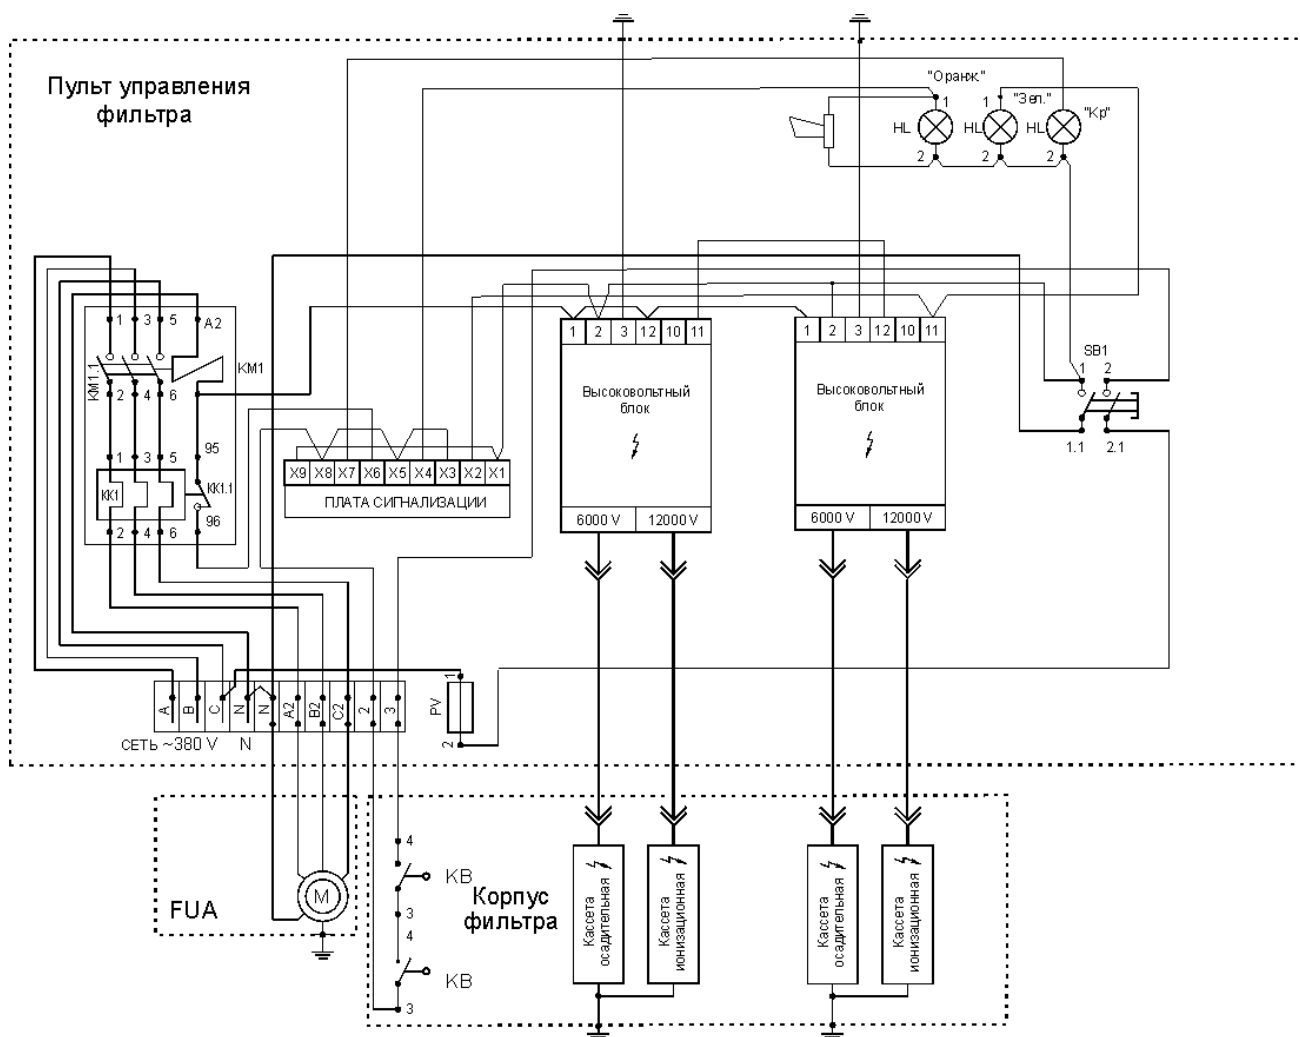 Пульт управления
фильтра
"Оранж."
"Зел."
"Кр"
1
1
HL
HL
HL
2
2
2
1
3
5
A2
KM1.1
KM1
2
4
6
1
3
5
95
KK1
KK1.1
2
4
6
96
X9 X8 X7 X6 X5 X4 X3 X2 X1
ПЛАТА СИГНАЛИЗАЦИИ
1 2 3 12 10 11
Высоковольтный
блок
6000 V 12000 V
1 2 3 12 10 11
Высоковольтный
блок
6000 V 12000 V
SB1
1 2
1.1 2.1
A B C N N A2 B2 C2 2 3
СЕТЬ ~380 V N
1
PV
2
FUA
M
4
КВ
3
4
КВ
3
Корпус
фильтра
Кассета
осадительная
Кассета
ионизационная
Кассета
осадительная
Кассета
ионизационная